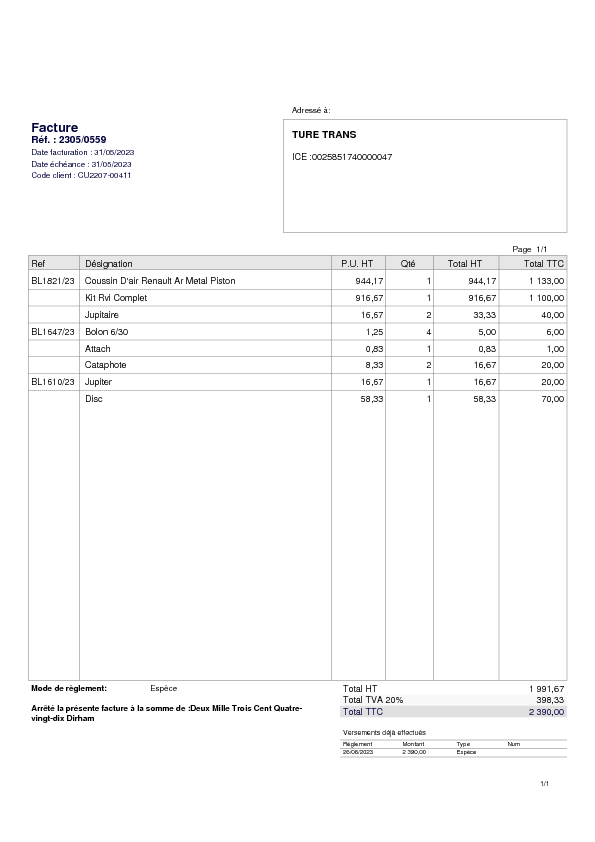 Adressé à:
Facture
Réf. : 2305/0559
Date facturation : 31/05/2023
Date échéance : 31/05/2023
Code client : CU2207-00411
TURE TRANS
ICE :0025851740000047
Page 1/1
Ref Désignation P.U. HT Qté Total HT Total TTC
BL1821/23 Coussin D'air Renault Ar Metal Piston 944,17 1 944,17 1 133,00
Kit Rvi Complet 916,67 1 916,67 1 100,00
Jupitaire 16,67 2 33,33 40,00
BL1647/23 Bolon 6/30 1,25 4 5,00 6,00
Attach 0,83 1 0,83 1,00
Cataphote 8,33 2 16,67 20,00
BL1610/23 Jupiter 16,67 1 16,67 20,00
Disc 58,33 1 58,33 70,00
Mode de règlement: Espèce
Arrêté la présente facture à la somme de :Deux Mille Trois Cent Quatre-
vingt-dix Dirham
Total HT 1 991,67
Total TVA 20% 398,33
Total TTC 2 390,00
Versements déjà effectués
Règlement Montant Type Num
26/06/2023 2 390,00 Espèce
1/1